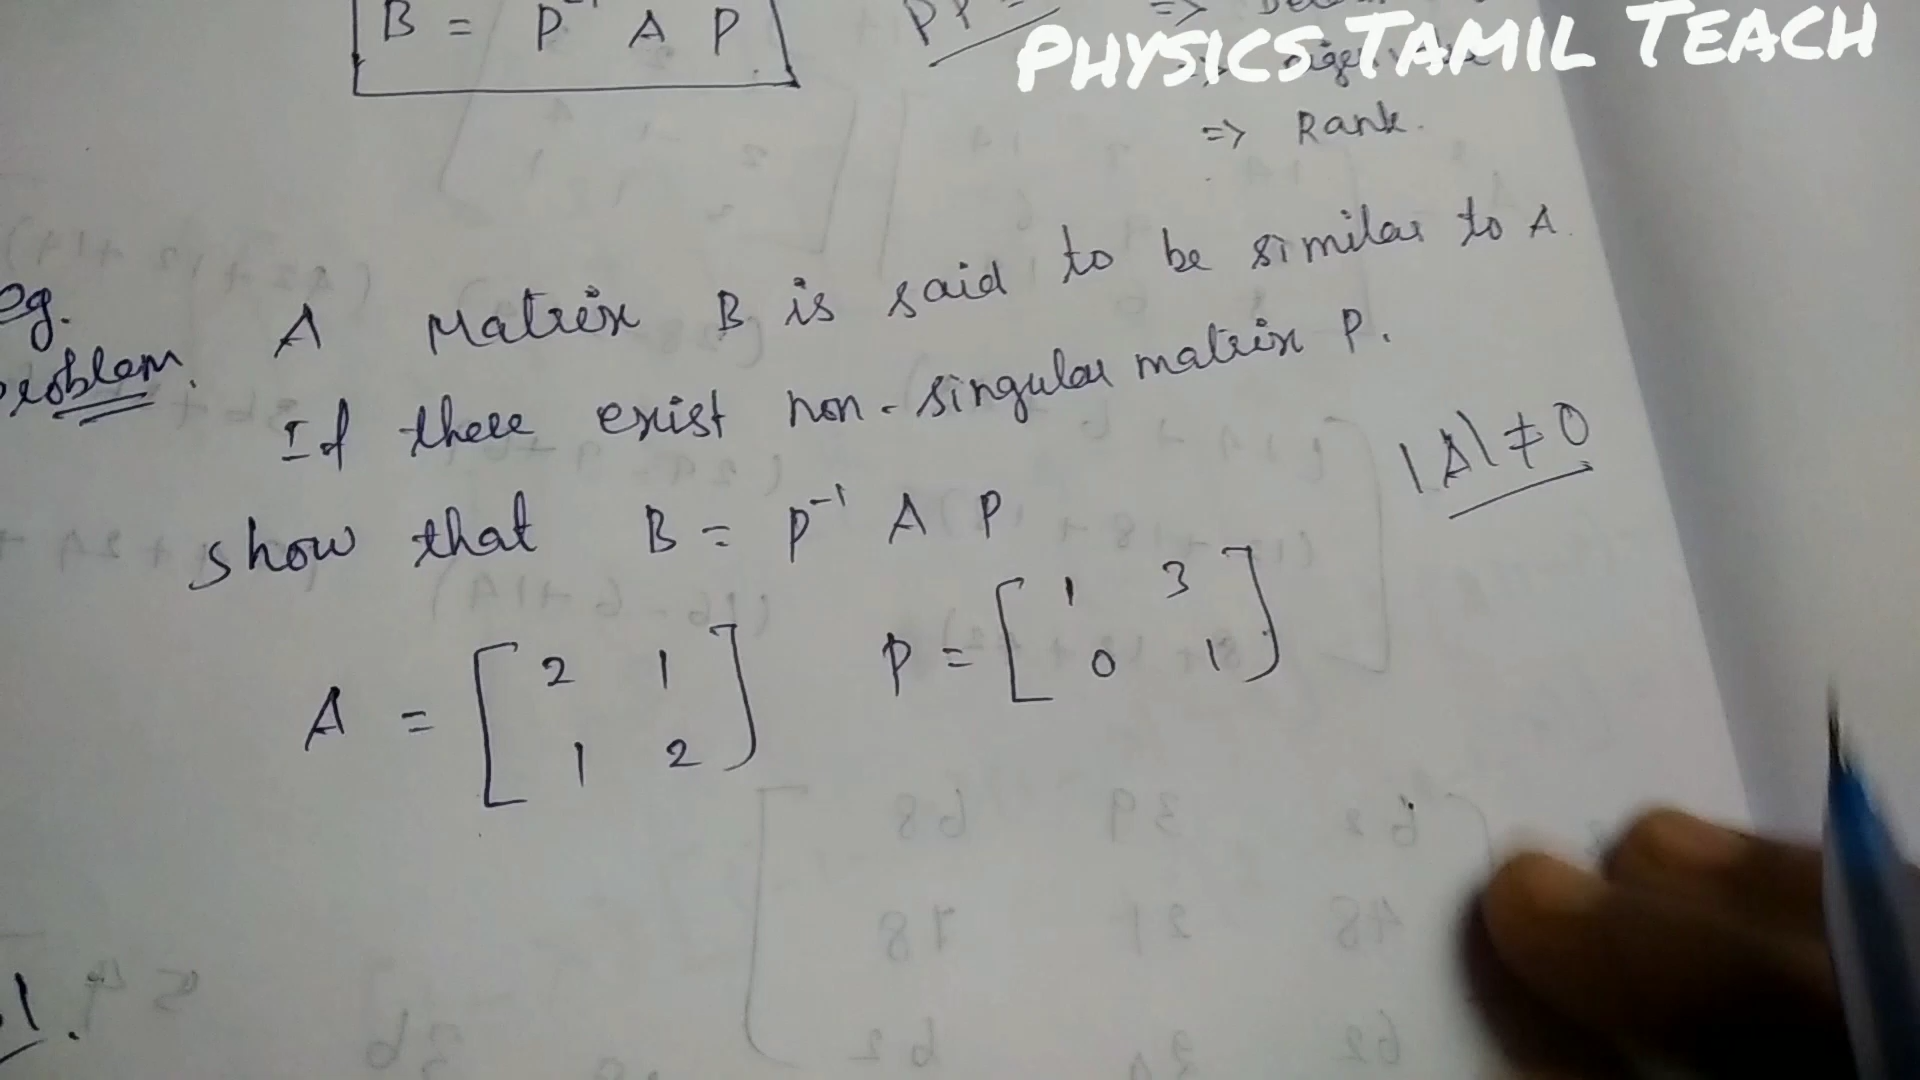 B = P⁻¹ A P
PHYSICS TAMIL TEACH
=> Rank.
eg.
problem.
A Matrix B is said to be similar to A.
If there exist non-singular matrix P.
|A| ≠ 0
show that B = P⁻¹ A P
A = [ 2 1
1 2 ]
P = [ 1 3
0 1 ]